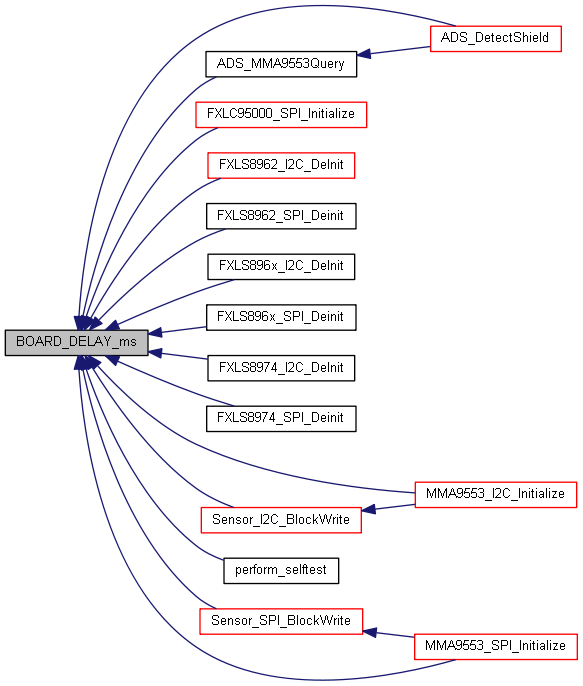 ADS_DetectShield
ADS_MMA9553Query
FXLC95000_SPI_Initialize
FXLS8962_I2C_DeInit
FXLS8962_SPI_Deinit
FXLS896x_I2C_DeInit
FXLS896x_SPI_Deinit
BOARD_DELAY_ms
FXLS8974_I2C_DeInit
FXLS8974_SPI_Deinit
MMA9553_I2C_Initialize
Sensor_I2C_BlockWrite
perform_selftest
Sensor_SPI_BlockWrite
MMA9553_SPI_Initialize